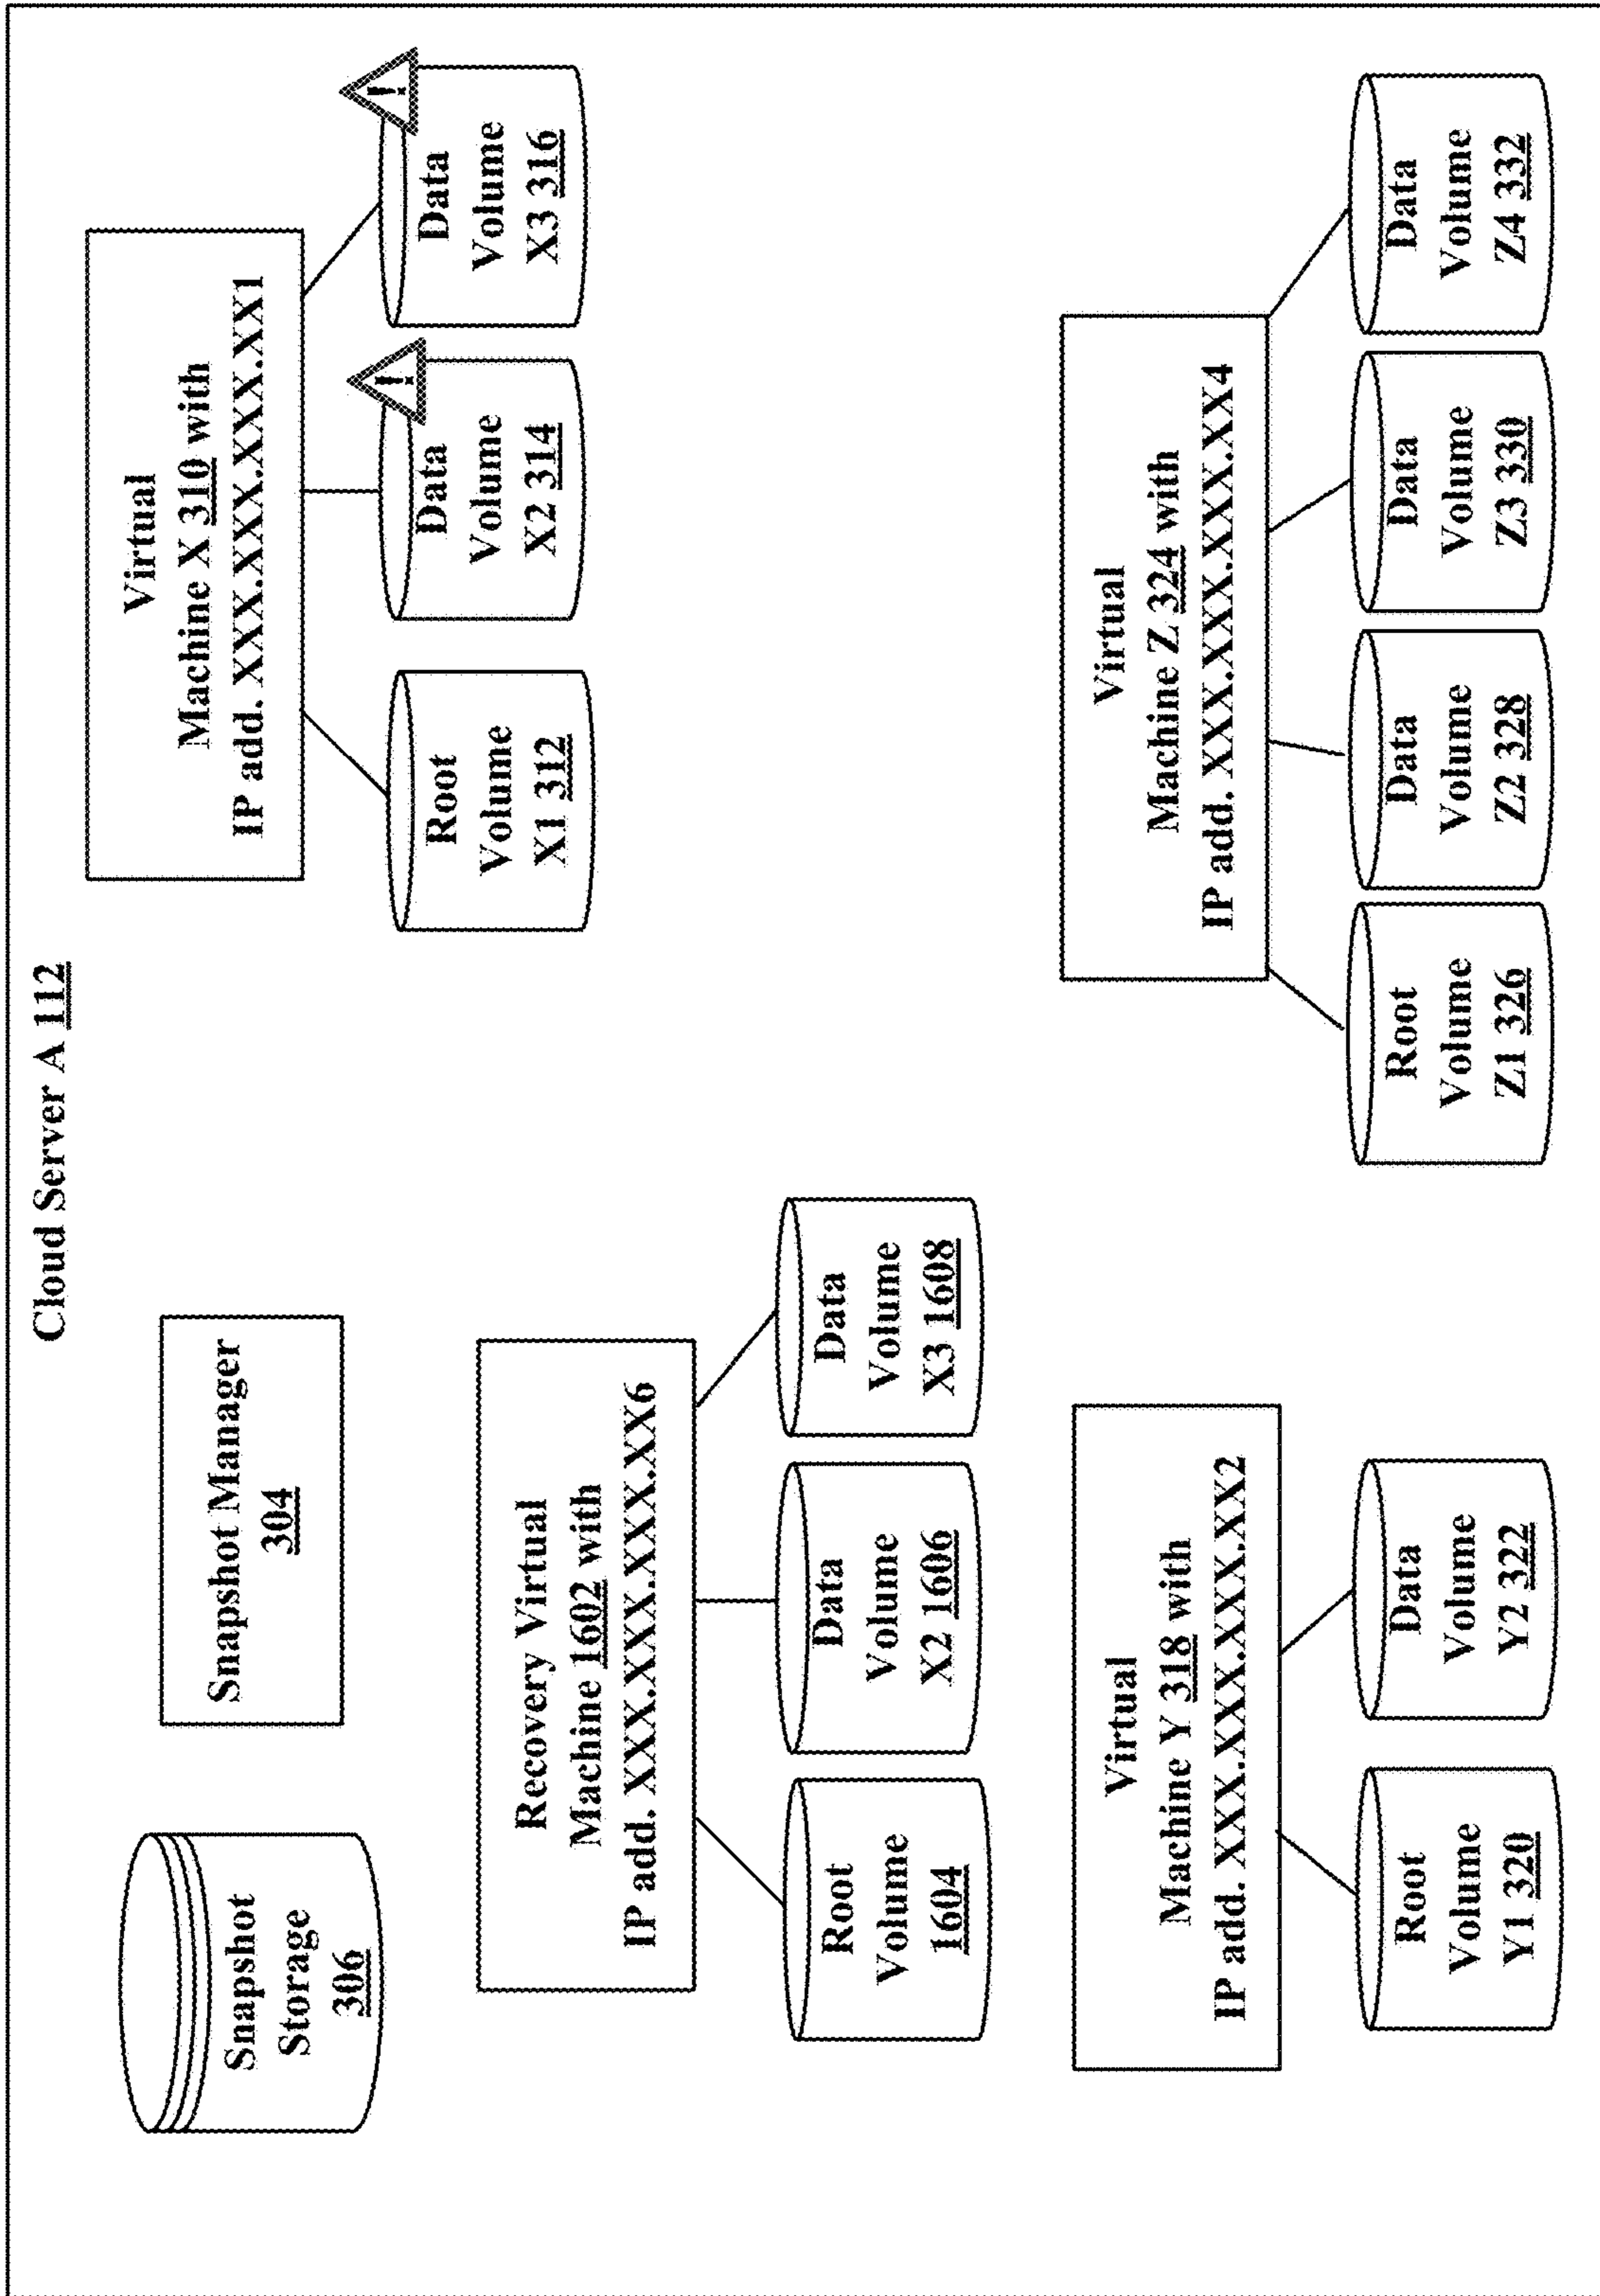 Cloud Server A 112
Snapshot
Storage
306
Snapshot Manager
304
Virtual
Machine X 310 with
IP add. XXX.XXX.XXX.XX1
Root
Volume
X1 312
!
Data
Volume
X2 314
!
Data
Volume
X3 316
Recovery Virtual
Machine 1602 with
IP add. XXX.XXX.XXX.XX6
Root
Volume
1604
Data
Volume
X2 1606
Data
Volume
X3 1608
Virtual
Machine Y 318 with
IP add. XXX.XXX.XXX.XX2
Root
Volume
Y1 320
Data
Volume
Y2 322
Virtual
Machine Z 324 with
IP add. XXX.XXX.XXX.XX4
Root
Volume
Z1 326
Data
Volume
Z2 328
Data
Volume
Z3 330
Data
Volume
Z4 332